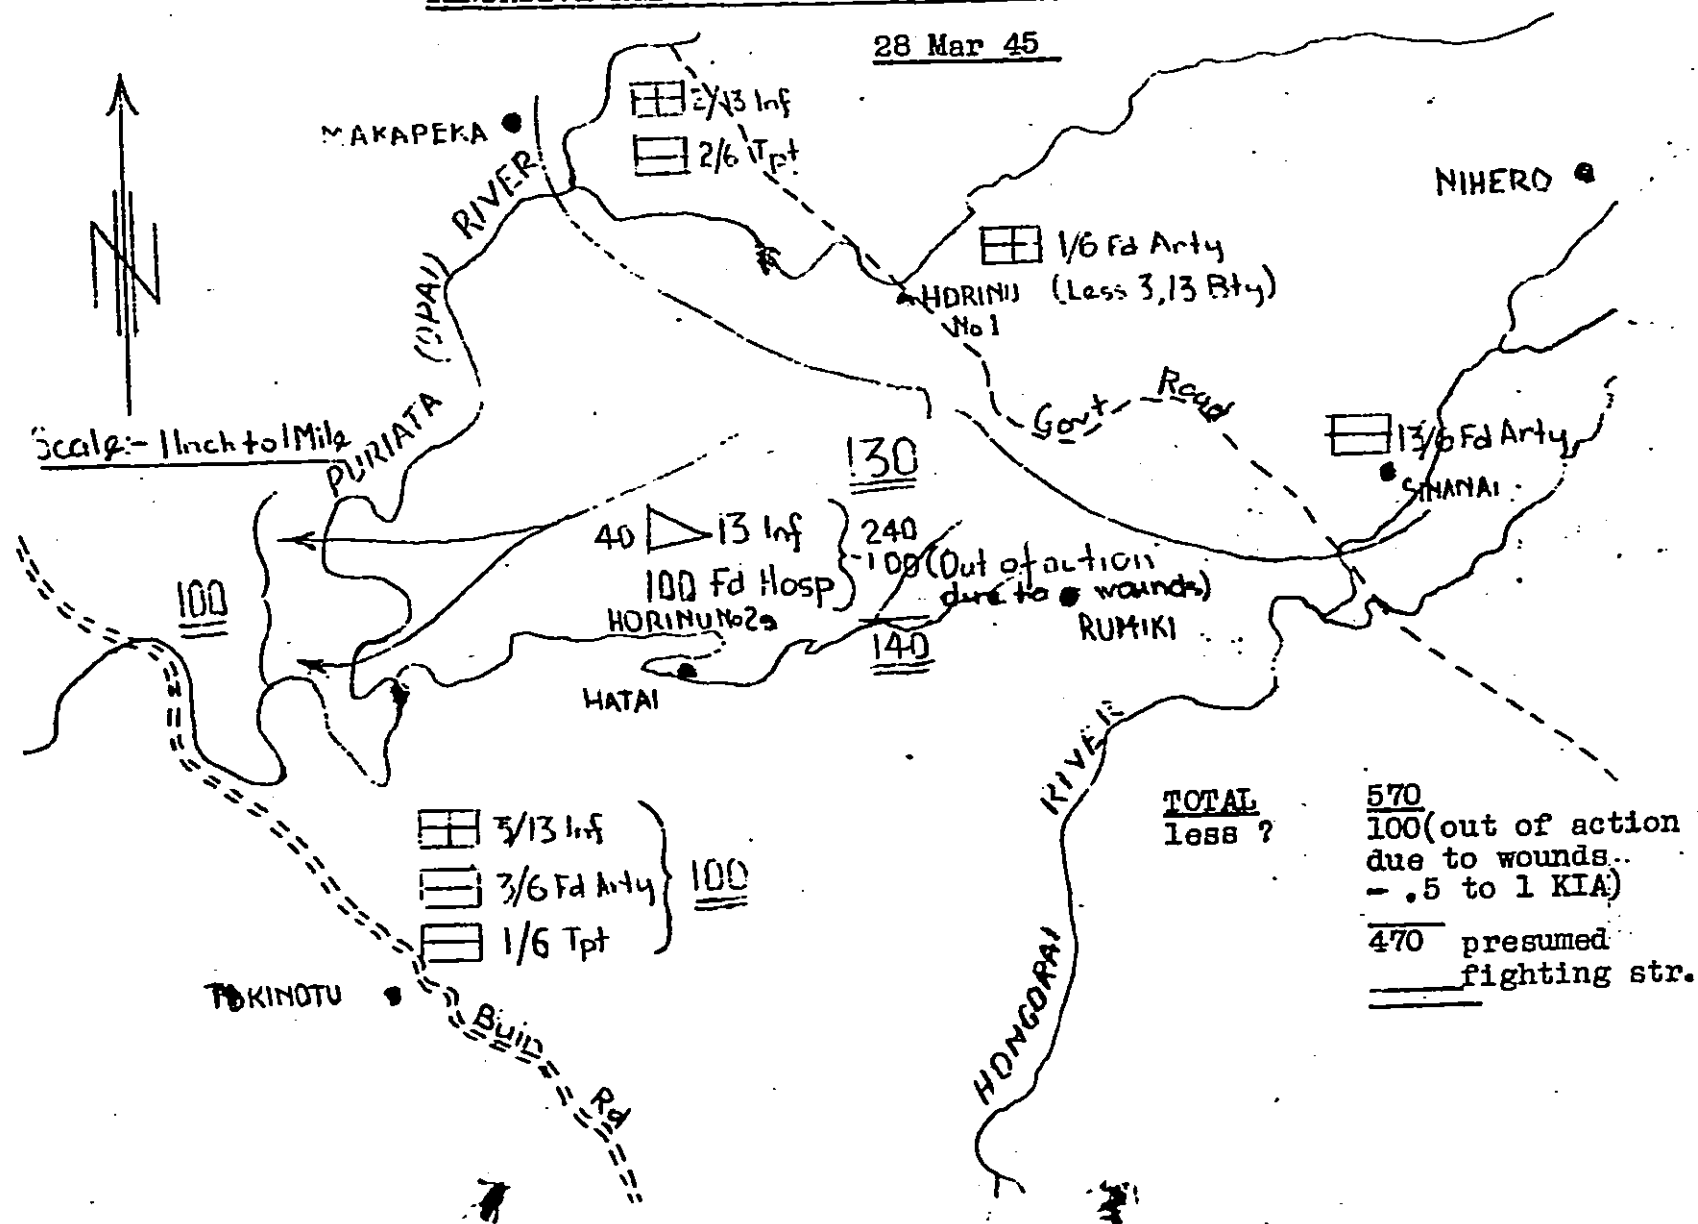 28 Mar 45
MAKAPEKA
2/13 Inf
2/6 Tpt
NIHERO
RIVER
1/6 Fd Arty
(Less 3,13 Bty)
HORINU
No 1
(OPAI)
Govt Road
Scale:- 1 Inch to 1 Mile
PURIATA
130
13/6 Fd Arty
SINANAI
40 13 Inf
100 Fd Hosp
240
-100 (Out of action
due to wounds)
140
100
HORINU No 2
RUMIKI
HATAI
RIVER
TOTAL 570
less ? 100(out of action
due to wounds..
- .5 to 1 KIA)
470 presumed
fighting str.
3/13 Inf
3/6 Fd Arty
1/6 Tpt
100
TOKINOTU
Buin Rd
HONGORAI